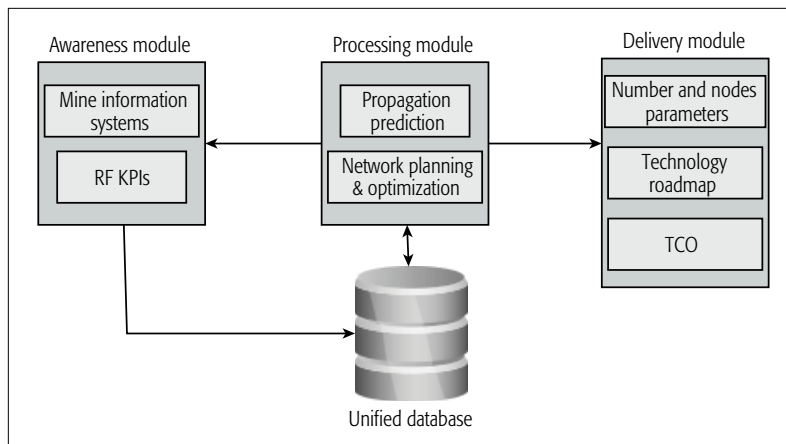 Awareness module
Mine information
systems
RF KPIs
Processing module
Propagation
prediction
Network planning
& optimization
Delivery module
Number and nodes
parameters
Technology
roadmap
TCO
Unified database